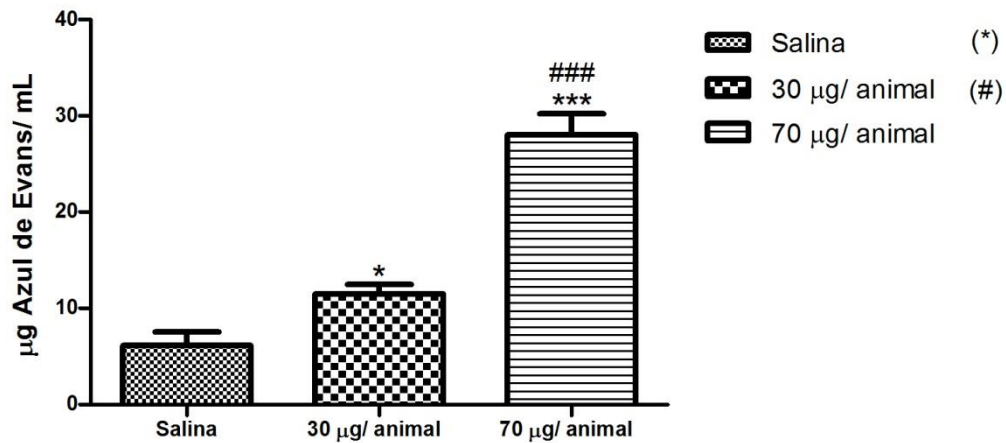 µg Azul de Evans/ mL
40
30
20
10
0
*
###
***
Salina
30 µg/ animal
70 µg/ animal
Salina (*)
30 µg/ animal (#)
70 µg/ animal